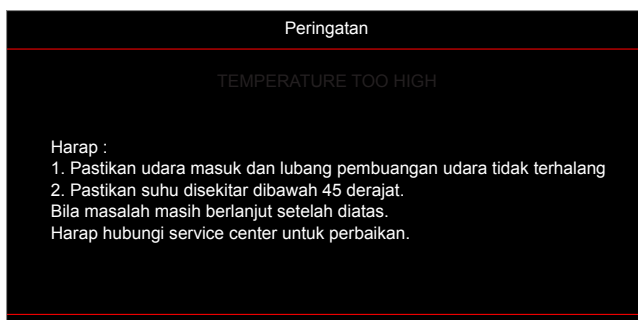 Peringatan
TEMPERATURE TOO HIGH
Harap :
1. Pastikan udara masuk dan lubang pembuangan udara tidak terhalang
2. Pastikan suhu disekitar dibawah 45 derajat.
Bila masalah masih berlanjut setelah diatas.
Harap hubungi service center untuk perbaikan.